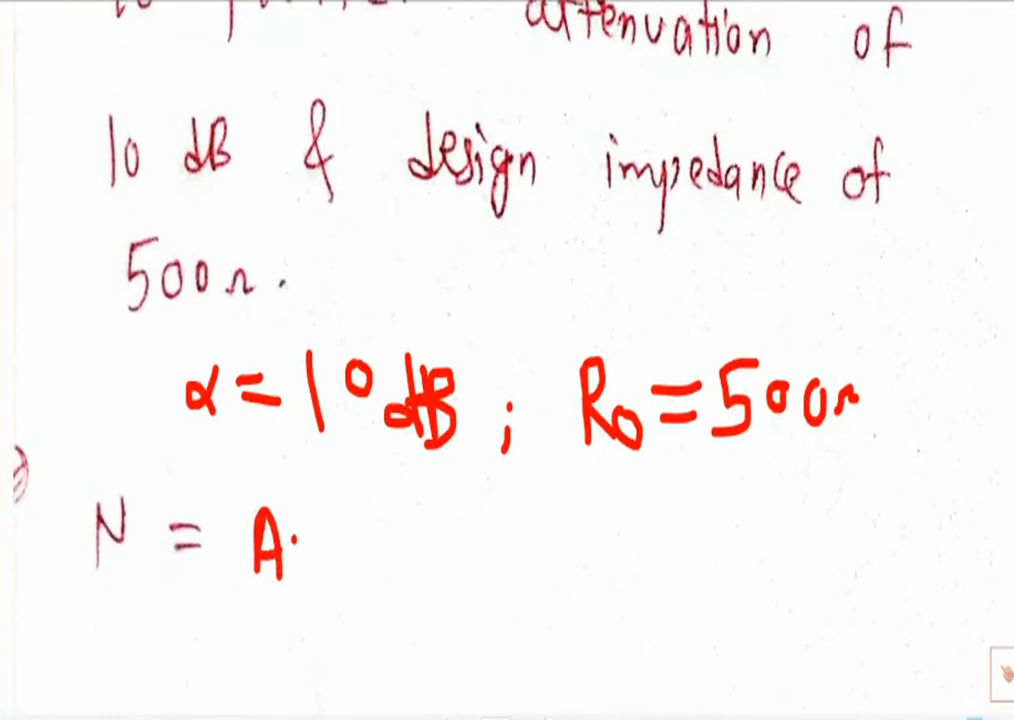 attenuation of
10 dB & design impedance of
500Ω.
α = 10 dB ; R0 = 500Ω
N = A.